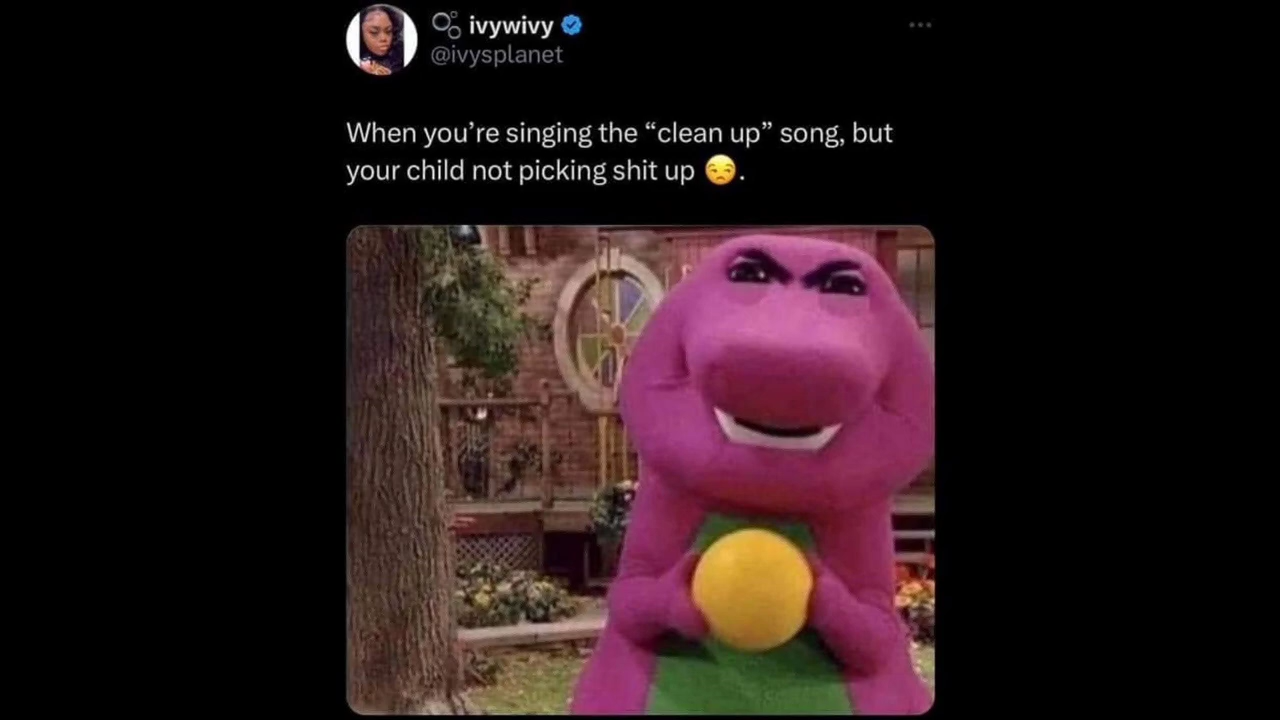 ivywivy
@ivysplanet
When you’re singing the “clean up” song, but
your child not picking shit up 😒.